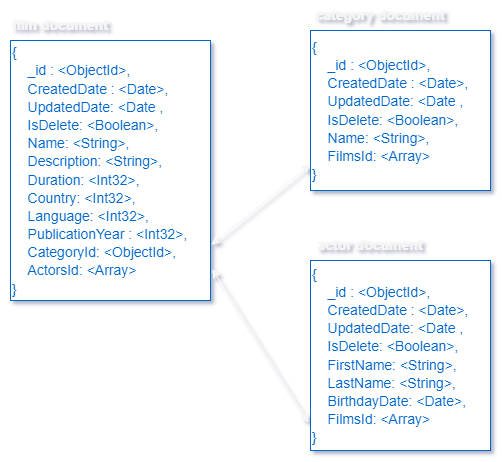 film document
{
_id : <ObjectId>,
CreatedDate : <Date>,
UpdatedDate: <Date ,
IsDelete: <Boolean>,
Name: <String>,
Description: <String>,
Duration: <Int32>,
Country: <Int32>,
Language: <Int32>,
PublicationYear : <Int32>,
CategoryId: <ObjectId>,
ActorsId: <Array>
}
category document
{
_id : <ObjectId>,
CreatedDate : <Date>,
UpdatedDate: <Date ,
IsDelete: <Boolean>,
Name: <String>,
FilmsId: <Array>
}
actor document
{
_id : <ObjectId>,
CreatedDate : <Date>,
UpdatedDate: <Date ,
IsDelete: <Boolean>,
FirstName: <String>,
LastName: <String>,
BirthdayDate: <Date>,
FilmsId: <Array>
}